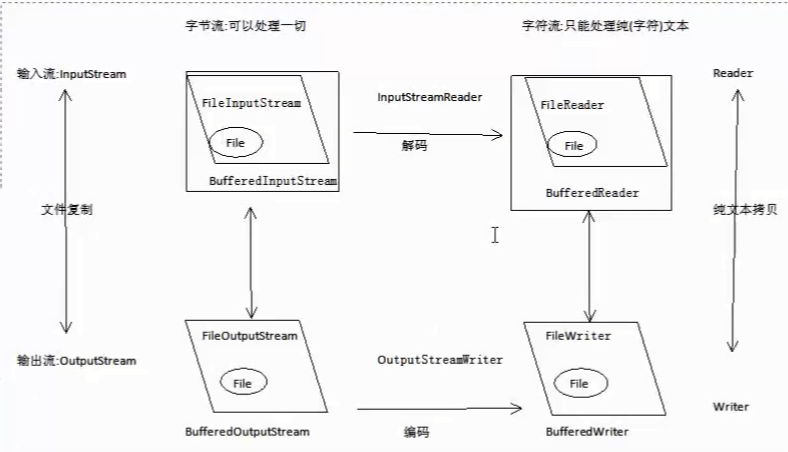 字节流:可以处理一切
字符流:只能处理纯(字符)文本
输入流:InputStream
FileInputStream
File
BufferedInputStream
InputStreamReader
解码
FileReader
File
BufferedReader
Reader
文件复制
纯文本拷贝
输出流:OutputStream
FileOutputStream
File
BufferedOutputStream
OutputStreamWriter
编码
FileWriter
File
BufferedWriter
Writer